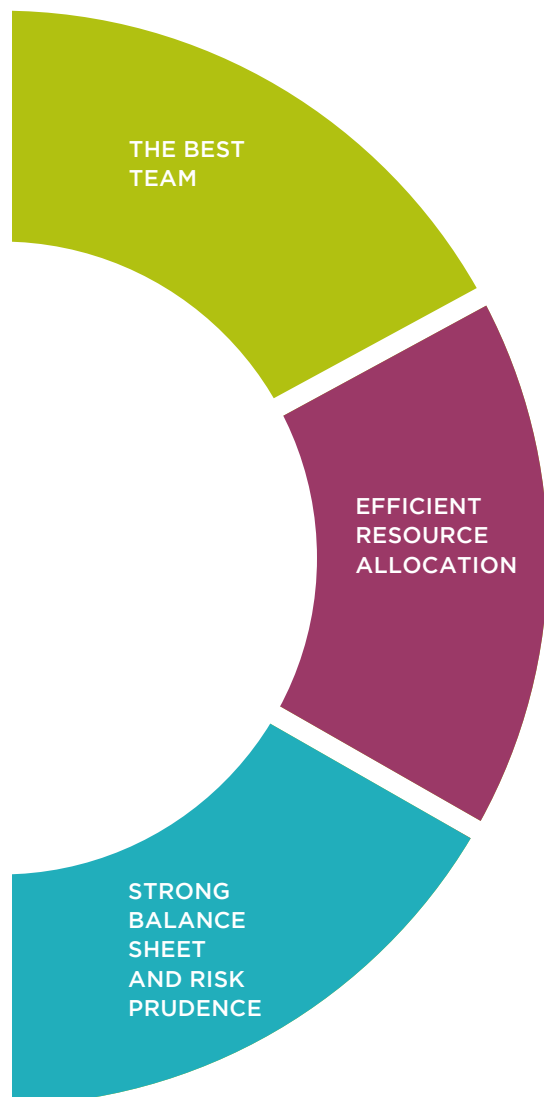 THE BEST
TEAM
EFFICIENT
RESOURCE
ALLOCATION
STRONG
BALANCE
SHEET
AND RISK
PRUDENCE